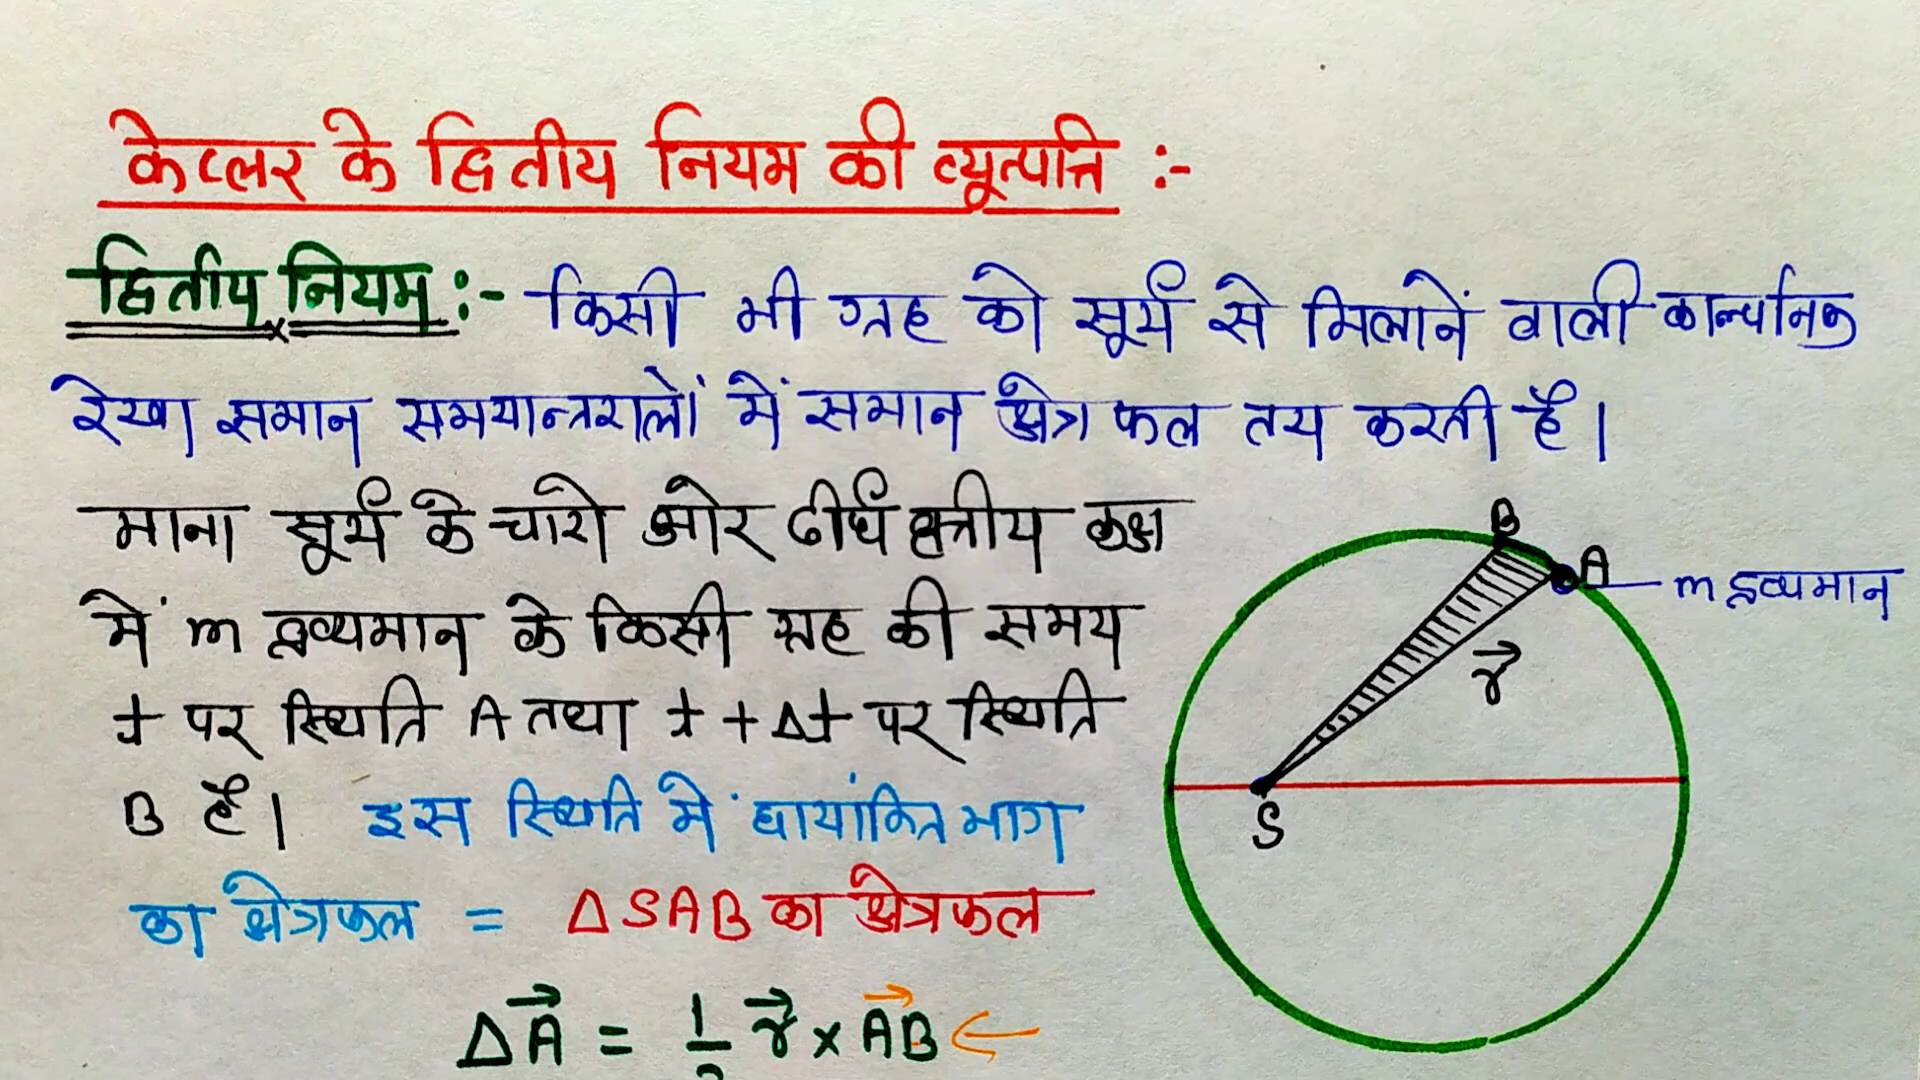 केप्लर के द्वितीय नियम की व्यूत्पत्ति :-
द्वितीय नियम :- किसी भी ग्रह को सूर्य से मिलानें वाली काल्पनिक
रेखा समान समयान्तरालों में समान क्षेत्रफल तय करती है।
माना सूर्य के चारो ओर दीर्घवृत्तीय कक्ष
में m द्रव्यमान के किसी ग्रह की समय
t पर स्थिति A तथा t + Δt पर स्थिति
B है। इस स्थिति में छायांकित भाग
का क्षेत्रफल = ΔSAB का क्षेत्रफल
ΔA⃗ = 1/2 r⃗ × AB⃗
B
A
m द्रव्यमान
r⃗
S